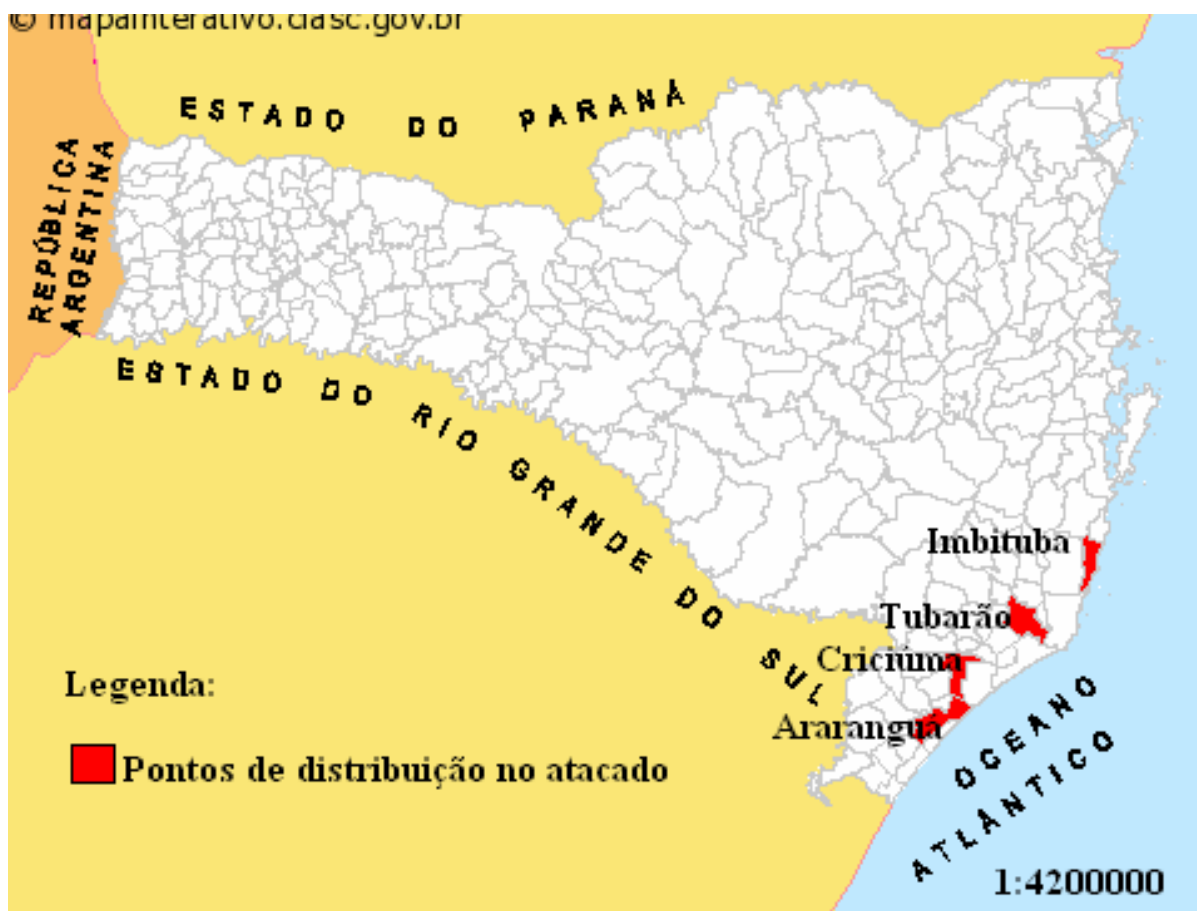 © mapainterativo.ciasc.gov.br
ESTADO DO PARANÁ
REPÚBLICA
ARGENTINA
ESTADO DO RIO GRANDE DO SUL
Imbituba
Tubarão
Criciúma
Araranguá
Legenda:
Pontos de distribuição no atacado
OCEANO
ATLÂNTICO
1:4200000